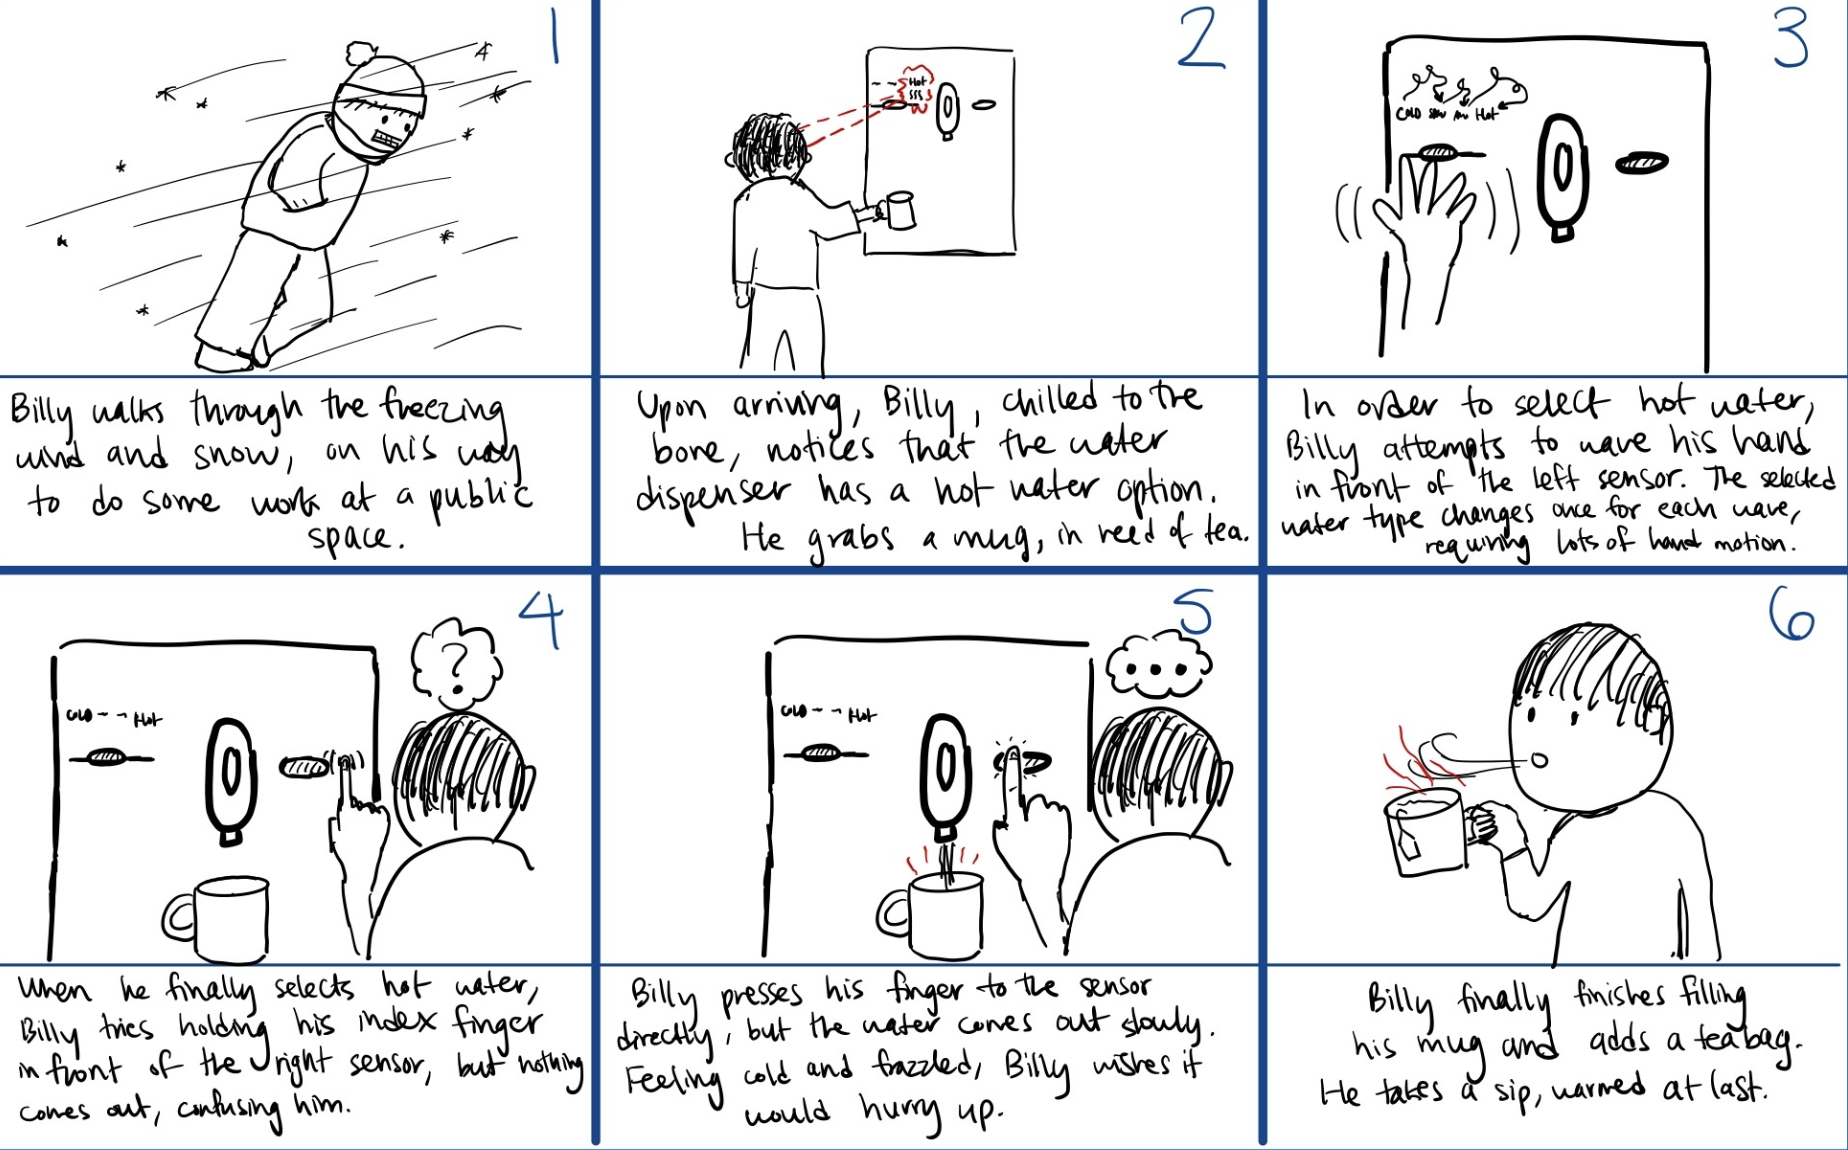 1
Billy walks through the freezing
wind and snow, on his way
to do some work at a public
space.
2
Hot
Upon arriving, Billy, chilled to the
bone, notices that the water
dispenser has a hot water option.
He grabs a mug, in need of tea.
3
COLD Hot
In order to select hot water,
Billy attempts to wave his hand
in front of the left sensor. The selected
water type changes once for each wave,
requiring lots of hand motion.
4
?
COLD -- Hot
When he finally selects hot water,
Billy tries holding his index finger
in front of the right sensor, but nothing
comes out, confusing him.
5
...
COLD -- Hot
Billy presses his finger to the sensor
directly, but the water comes out slowly.
Feeling cold and frazzled, Billy wishes it
would hurry up.
6
Billy finally finishes filling
his mug and adds a teabag.
He takes a sip, warmed at last.